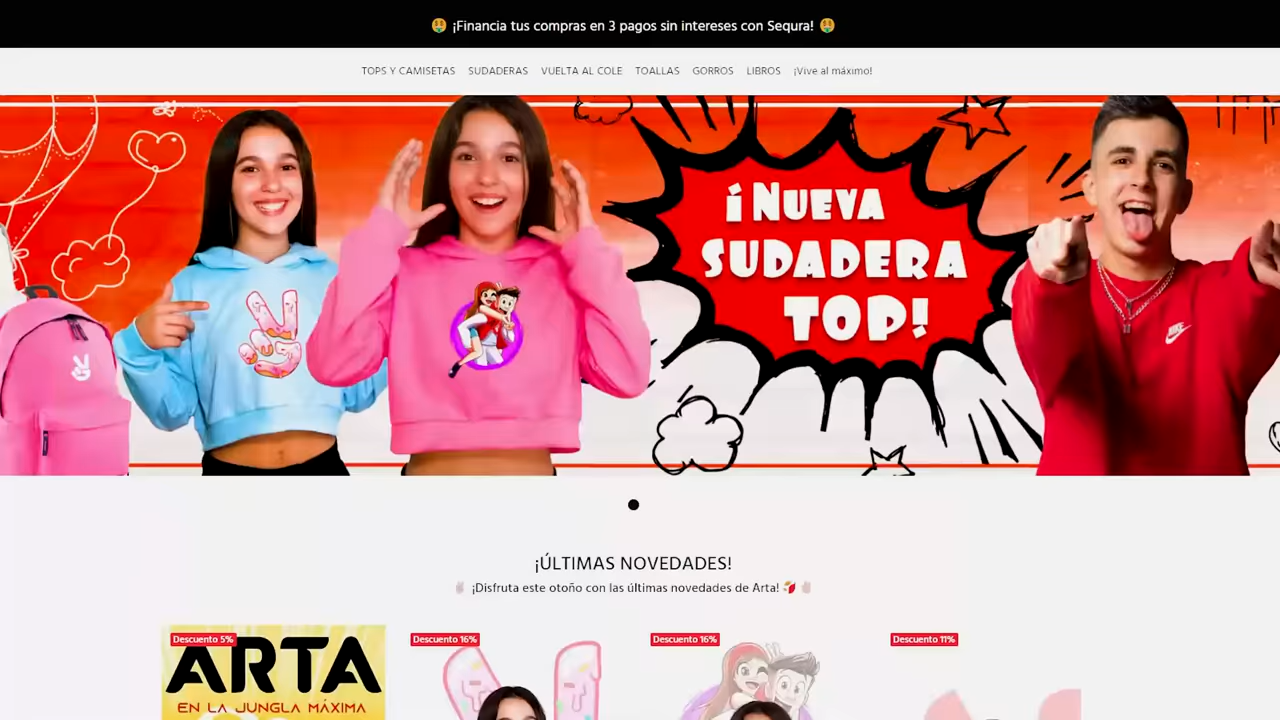 🤑 ¡Financia tus compras en 3 pagos sin intereses con Sequra! 🤑
TOPS Y CAMISETAS SUDADERAS VUELTA AL COLE TOALLAS GORROS LIBROS ¡Vive al máximo!
¡NUEVA
SUDADERA
TOP!
NIKE
¡ÚLTIMAS NOVEDADES!
✌🏻 ¡Disfruta este otoño con las últimas novedades de Arta! 🍂 🤚🏻
Descuento 5% Descuento 16% Descuento 16% Descuento 11%
ARTA
EN LA JUNGLA MÁXIMA